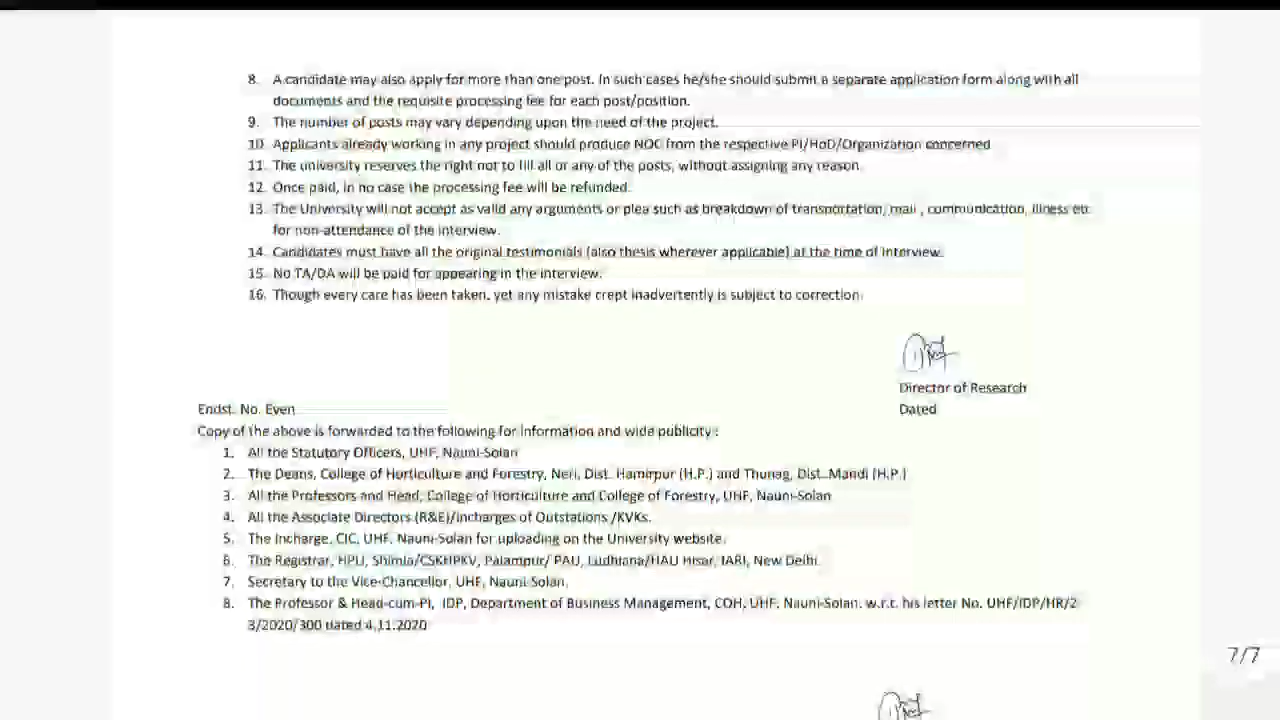 8. A candidate may also apply for more than one post. In such cases he/she should submit a separate application form along with all
documents and the requisite processing fee for each post/position.
9. The number of posts may vary depending upon the need of the project.
10. Applicants already working in any project should produce NOC from the respective PI/HoD/Organization concerned
11. The university reserves the right not to fill all or any of the posts, without assigning any reason.
12. Once paid, in no case the processing fee will be refunded.
13. The University will not accept as valid any arguments or plea such as breakdown of transportation, mail , communication, illness etc
for non-attendance of the interview.
14. Candidates must have all the original testimonials (also thesis wherever applicable) at the time of interview.
15. No TA/DA will be paid for appearing in the interview.
16. Though every care has been taken, yet any mistake crept inadvertently is subject to correction.
Director of Research
Endst. No. Even
Dated
Copy of the above is forwarded to the following for information and wide publicity :
1. All the Statutory Officers, UHF, Nauni-Solan
2. The Deans, College of Horticulture and Forestry, Neri, Dist. Hamirpur (H.P.) and Thunag, Dist. Mandi (H.P.)
3. All the Professors and Head, College of Horticulture and College of Forestry, UHF, Nauni-Solan
4. All the Associate Directors (R&E)/Incharges of Outstations /KVKs.
5. The Incharge, CIC, UHF, Nauni-Solan for uploading on the University website.
6. The Registrar, HPU, Shimla/CSKHPKV, Palampur/ PAU, Ludhiana/HAU Hisar, IARI, New Delhi.
7. Secretary to the Vice-Chancellor, UHF, Nauni-Solan.
8. The Professor & Head-cum-PI, IDP, Department of Business Management, COH, UHF, Nauni-Solan. w.r.t. his letter No. UHF/IDP/HR/2
3/2020/300 dated 4.11.2020
7/7